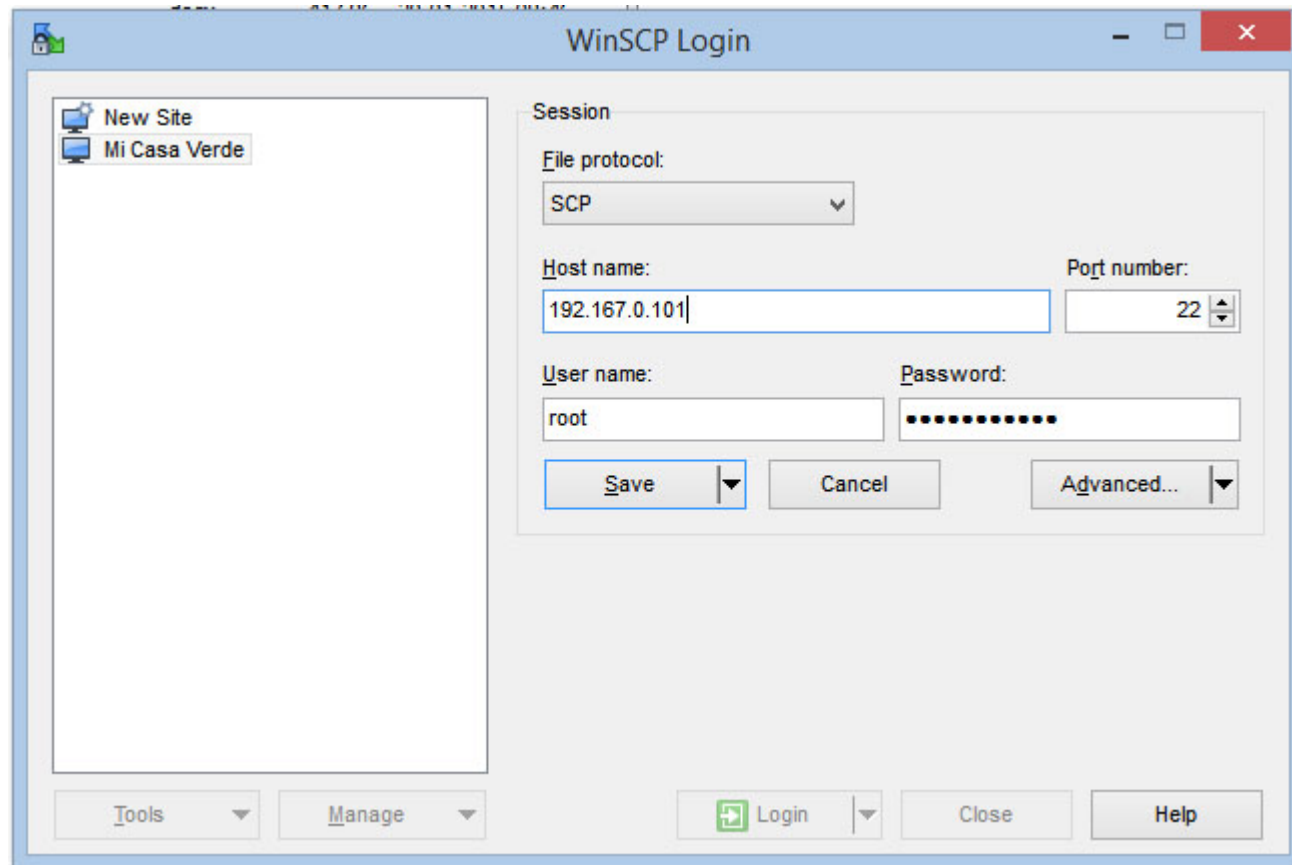 WinSCP Login
New Site
Mi Casa Verde
Session
File protocol:
SCP
Host name:
Port number:
192.167.0.101
22
User name:
Password:
root
•••••••••••
Save
Cancel
Advanced...
Tools
Manage
Login
Close
Help